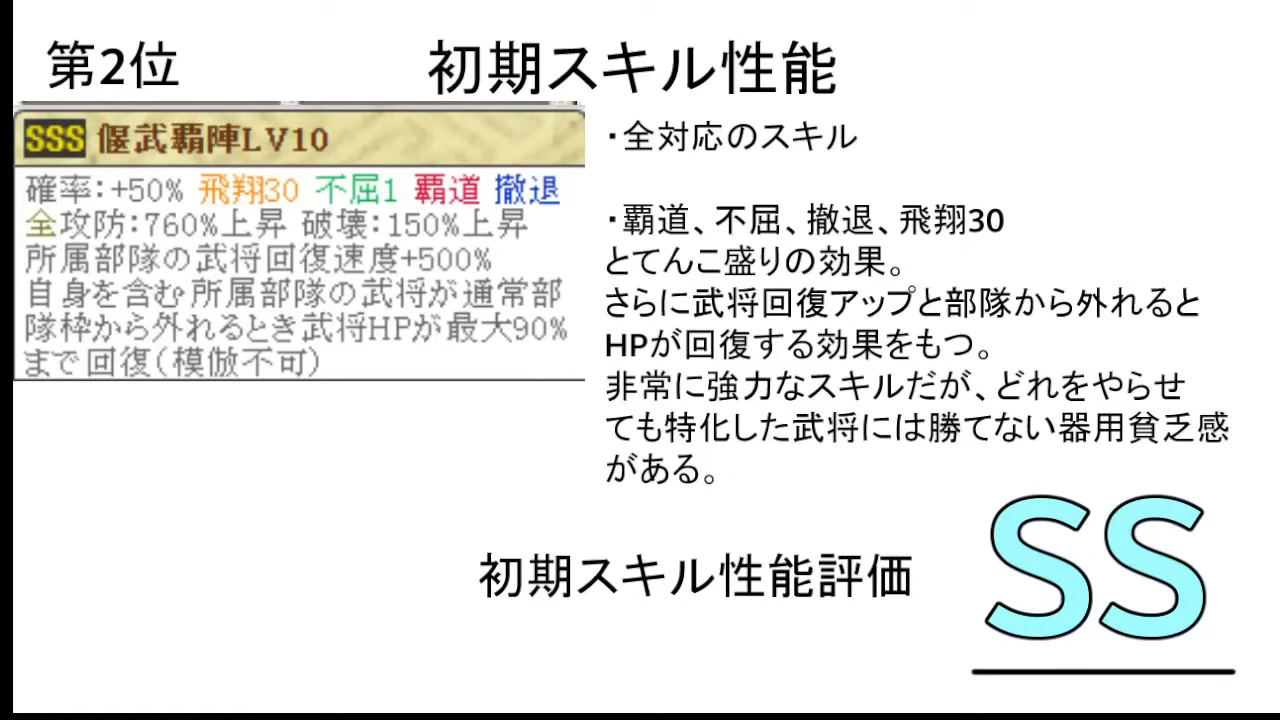 第2位
初期スキル性能
SSS 偃武覇陣LV10
確率:+50% 飛翔30 不屈1 覇道 撤退
全攻防:760%上昇 破壊:150%上昇
所属部隊の武将回復速度+500%
自身を含む所属部隊の武将が通常部
隊枠から外れるとき武将HPが最大90%
まで回復(模倣不可)
・全対応のスキル
・覇道、不屈、撤退、飛翔30
とてんこ盛りの効果。
さらに武将回復アップと部隊から外れると
HPが回復する効果をもつ。
非常に強力なスキルだが、どれをやらせ
ても特化した武将には勝てない器用貧乏感
がある。
初期スキル性能評価
SS